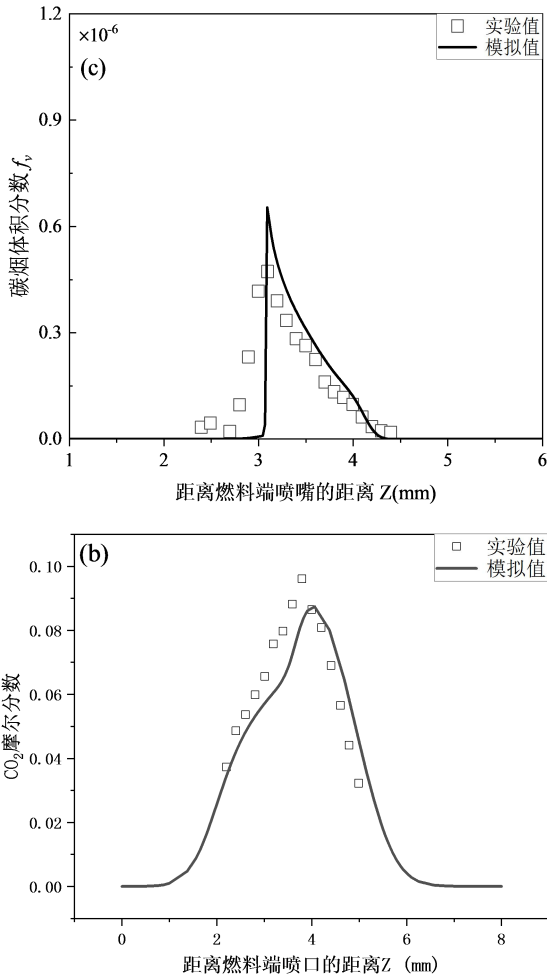 1.2
×10-6
实验值
模拟值
(c)
0.9
0.6
0.3
0.0
碳烟体积分数fv
1 2 3 4 5 6
距离燃料端喷嘴的距离 Z(mm)
(b)
实验值
模拟值
0.10
0.08
0.06
0.04
0.02
0.00
CO2摩尔分数
0 2 4 6 8
距离燃料端喷口的距离Z (mm)